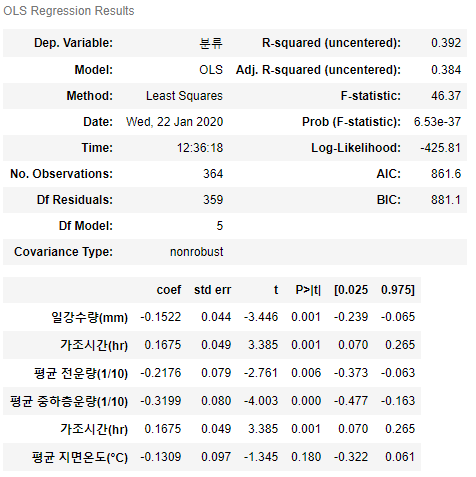 OLS Regression Results
Dep. Variable: 분류 R-squared (uncentered): 0.392
Model: OLS Adj. R-squared (uncentered): 0.384
Method: Least Squares F-statistic: 46.37
Date: Wed, 22 Jan 2020 Prob (F-statistic): 6.53e-37
Time: 12:36:18 Log-Likelihood: -425.81
No. Observations: 364 AIC: 861.6
Df Residuals: 359 BIC: 881.1
Df Model: 5
Covariance Type: nonrobust
coef std err t P>|t| [0.025 0.975]
일강수량(mm) -0.1522 0.044 -3.446 0.001 -0.239 -0.065
가조시간(hr) 0.1675 0.049 3.385 0.001 0.070 0.265
평균 전운량(1/10) -0.2176 0.079 -2.761 0.006 -0.373 -0.063
평균 중하층운량(1/10) -0.3199 0.080 -4.003 0.000 -0.477 -0.163
가조시간(hr) 0.1675 0.049 3.385 0.001 0.070 0.265
평균 지면온도(°C) -0.1309 0.097 -1.345 0.180 -0.322 0.061